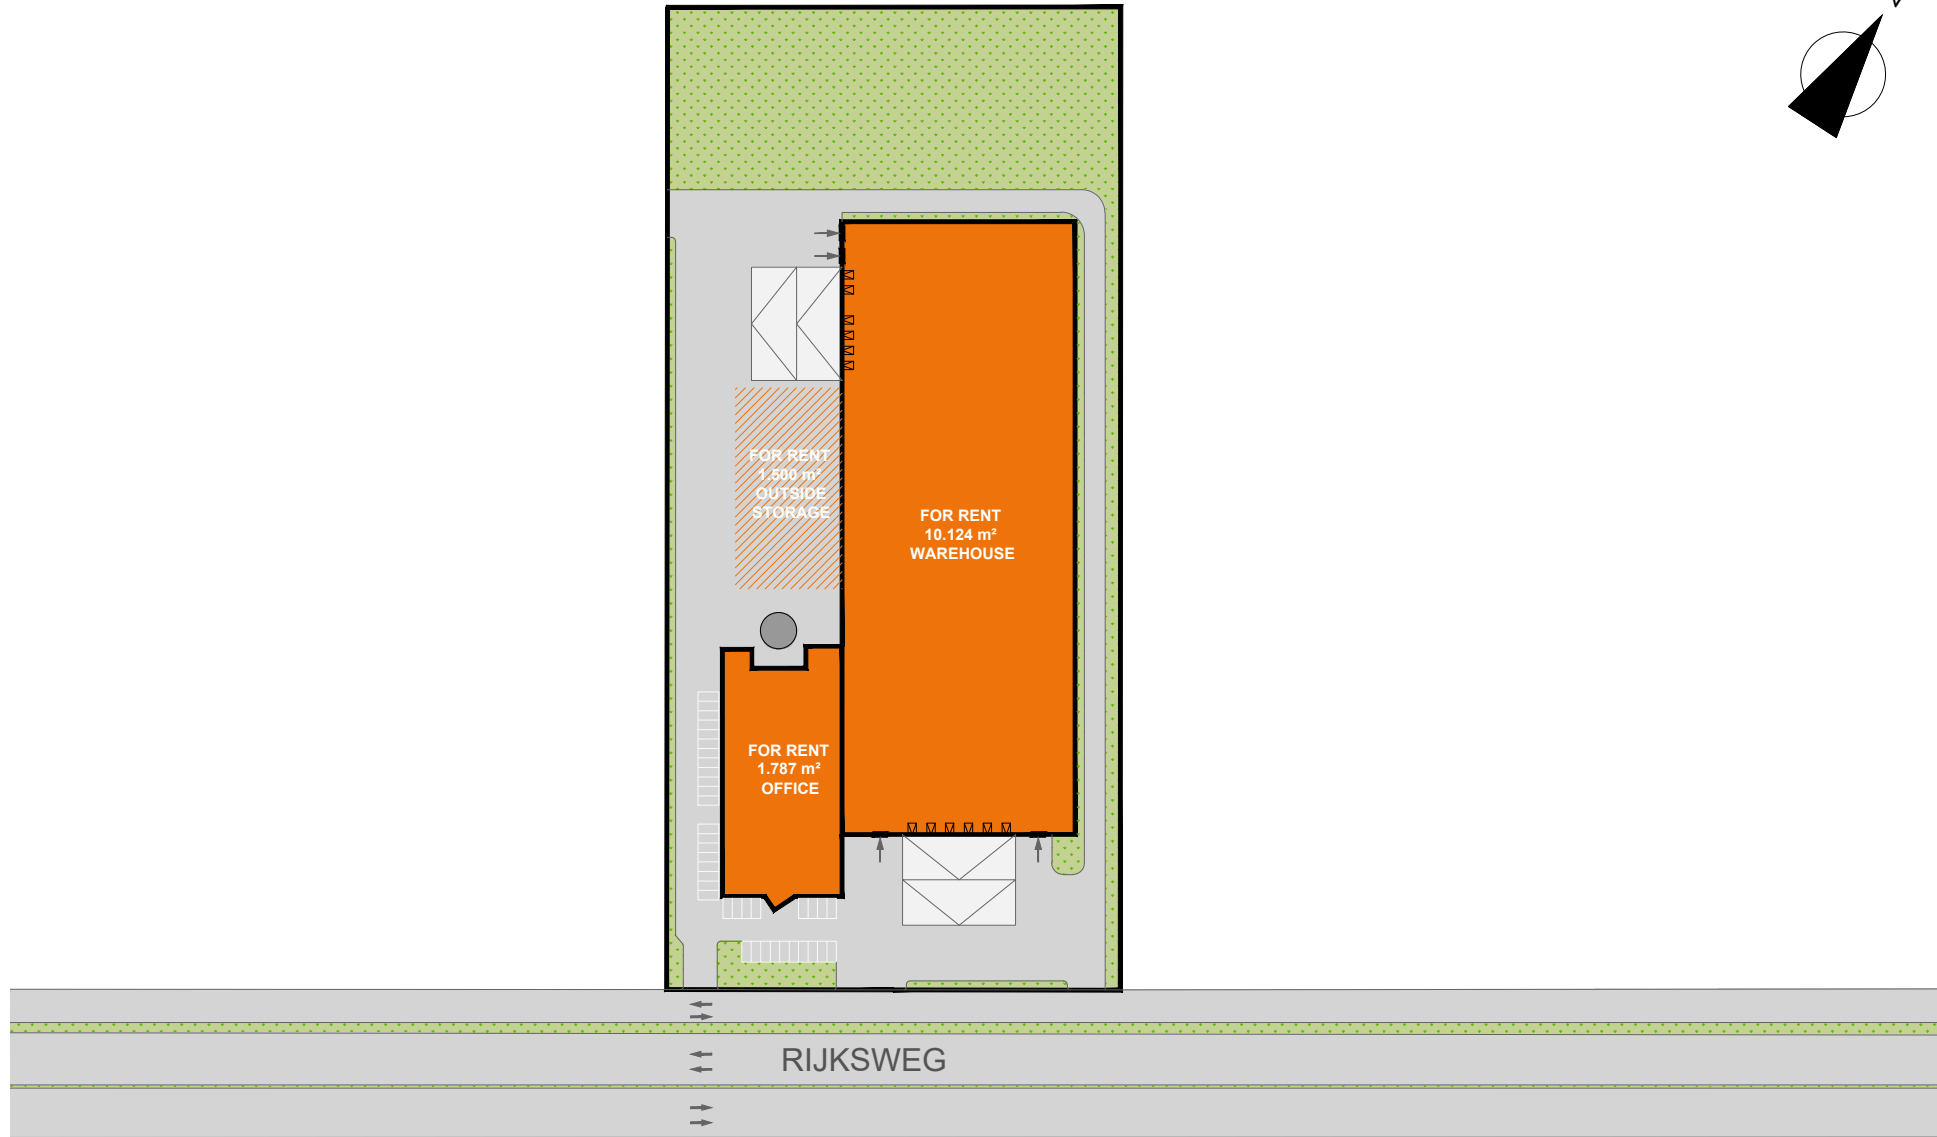 FOR RENT
1.500 m²
OUTSIDE
STORAGE
FOR RENT
10.124 m²
WAREHOUSE
FOR RENT
1.787 m²
OFFICE
RIJKSWEG